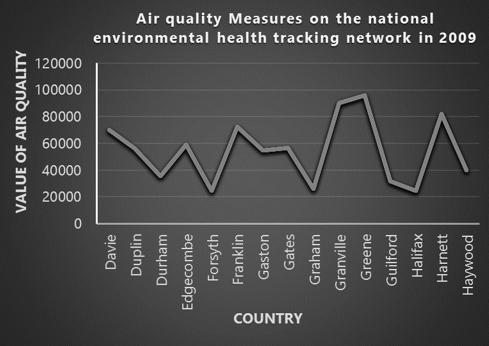 Air quality Measures on the national
environmental health tracking network in 2009
VALUE OF AIR QUALITY
120000
100000
80000
60000
40000
20000
0
Davie
Duplin
Durham
Edgecombe
Forsyth
Franklin
Gaston
Gates
Graham
Granville
Greene
Guilford
Halifax
Harnett
Haywood
COUNTRY